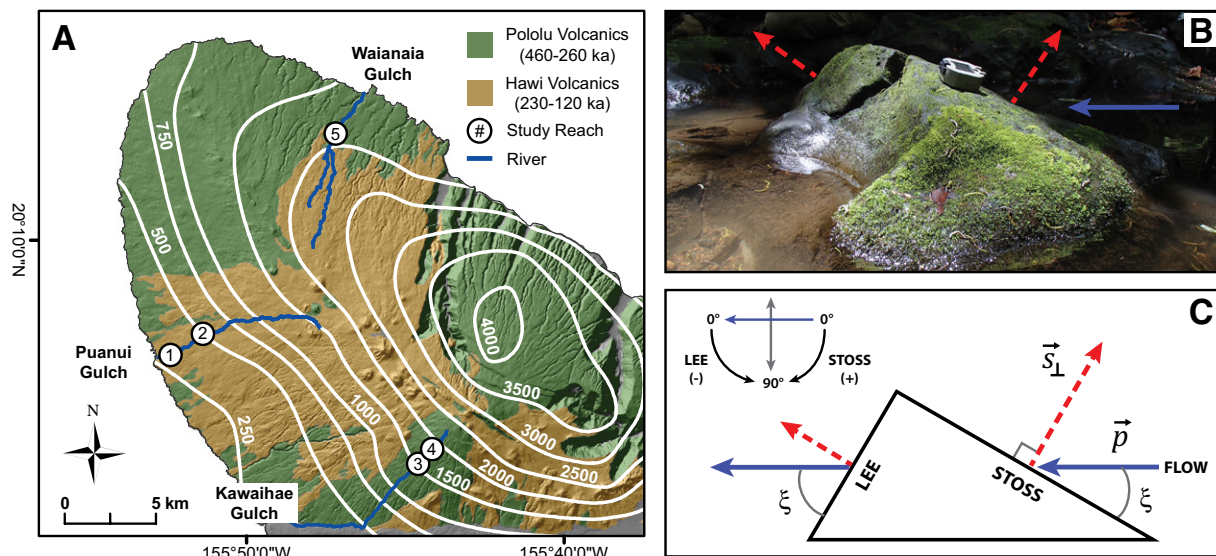 A
Waianaia
Gulch
Pololu Volcanics
(460-260 ka)
Hawi Volcanics
(230-120 ka)
# Study Reach
River
5
750
500
20°10'0"N
4000
3500
3000
2500
2000
1500
1000
250
2
1
Puanui
Gulch
4
3
Kawaihae
Gulch
N
0 5 km
155°50'0"W
155°40'0"W
B
C
0° 0°
LEE
(-)
90°
STOSS
(+)
S⊥
p
FLOW
LEE
STOSS
ξ
ξ